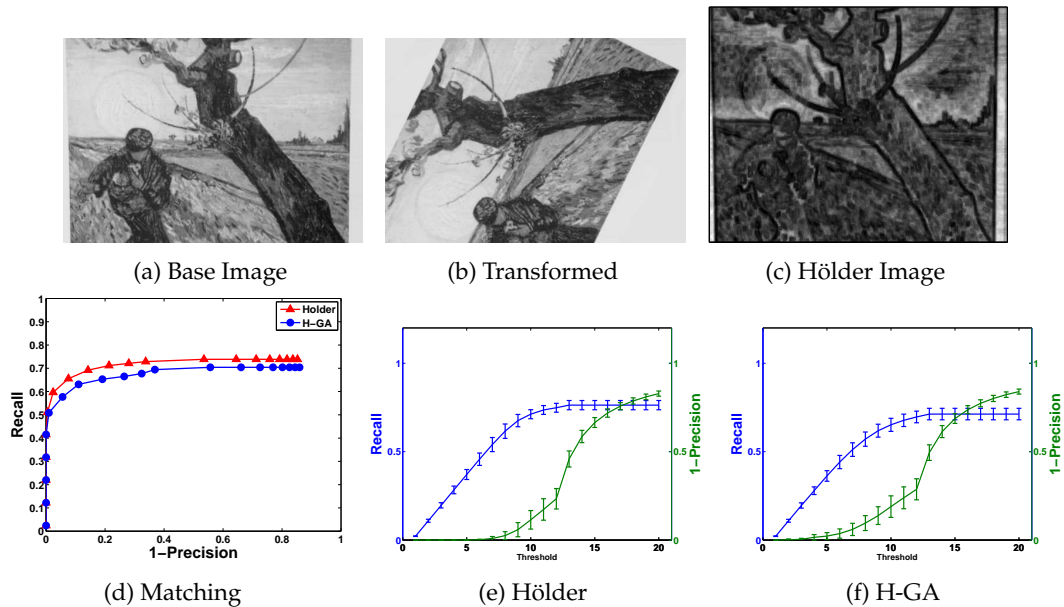 (a) Base Image
(b) Transformed
(c) Hölder Image
1
0.9
0.8
0.7
0.6
0.5
0.4
0.3
0.2
0.1
0
Recall
Holder
H-GA
0 0.2 0.4 0.6 0.8 1
1-Precision
(d) Matching
1
0.5
0
Recall
1
0.5
0
1-Precision
0 5 10 15 20
Threshold
(e) Hölder
1
0.5
0
Recall
1
0.5
0
1-Precision
0 5 10 15 20
Threshold
(f) H-GA